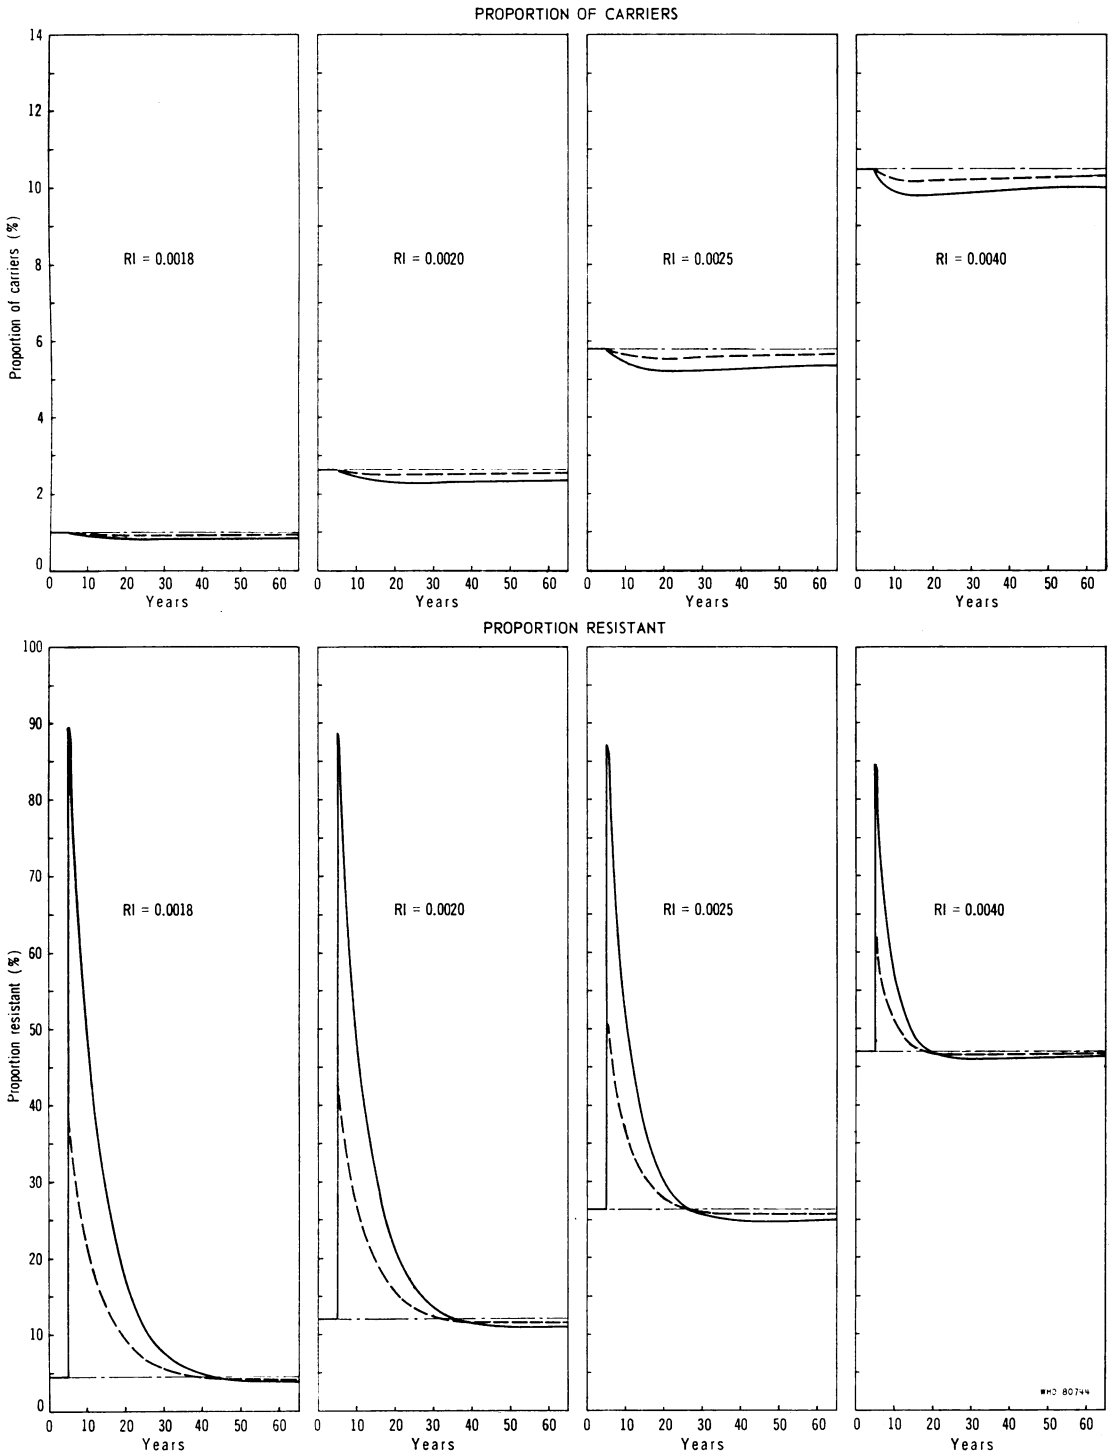 PROPORTION OF CARRIERS
Proportion of carriers (%)
14
12
10
8
6
4
2
0
RI = 0.0018
RI = 0.0020
RI = 0.0025
RI = 0.0040
0 10 20 30 40 50 60
0 10 20 30 40 50 60
0 10 20 30 40 50 60
0 10 20 30 40 50 60
Years
Years
Years
Years
PROPORTION RESISTANT
Proportion resistant (%)
100
90
80
70
60
50
40
30
20
10
0
RI = 0.0018
RI = 0.0020
RI = 0.0025
RI = 0.0040
WHO 80744
0 10 20 30 40 50 60
0 10 20 30 40 50 60
0 10 20 30 40 50 60
0 10 20 30 40 50 60
Years
Years
Years
Years